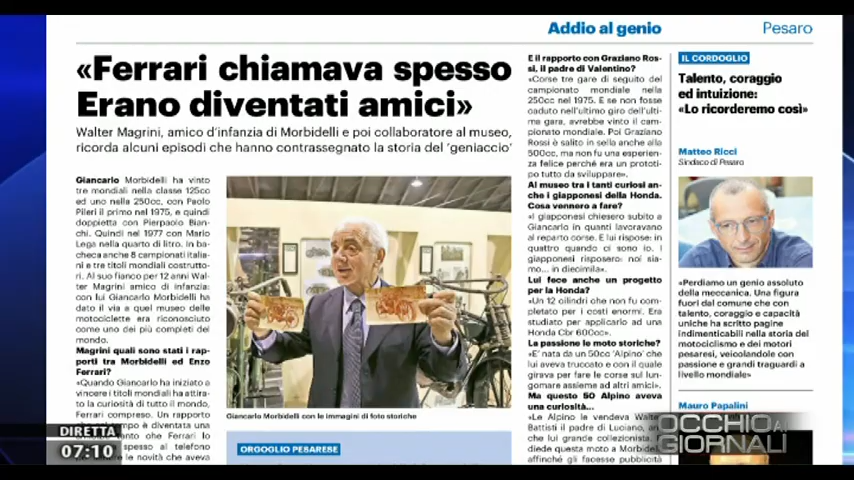 Addio al genio
Pesaro
«Ferrari chiamava spesso
Erano diventati amici»
Walter Magrini, amico d'infanzia di Morbidelli e poi collaboratore al museo,
ricorda alcuni episodi che hanno contrassegnato la storia del 'geniaccio'
Giancarlo Morbidelli ha vinto
tre mondiali nella classe 125cc
ed uno nella 250cc, con Paolo
Pileri il primo nel 1975, e quindi
doppietta con Pierpaolo Bian-
chi. Quindi nel 1977 con Mario
Lega nella quarto di litro. In ba-
checa anche 8 campionati italia-
ni e tre titoli mondiali costrutto-
ri. Al suo fianco per 12 anni Wal-
ter Magrini amico di infanzia:
con lui Giancarlo Morbidelli ha
dato il via a quel museo delle
motociclette era riconosciuto
come uno dei più completi del
mondo.
Magrini quali sono stati i rap-
porti tra Morbidelli ed Enzo
Ferrari?
«Quando Giancarlo ha iniziato a
vincere i titoli mondiali ha attira-
to la curiosità di tutto il mondo,
Ferrari compreso. Un rapporto
tempo è diventata una
tanto che Ferrari lo
spesso al telefono
le novità che aveva
Giancarlo Morbidelli con le immagini di foto storiche
ORGOGLIO PESARESE
E il rapporto con Graziano Ros-
si, il padre di Valentino?
«Corse tre gare di seguito del
campionato mondiale nella
250cc nel 1975. E se non fosse
caduto nell'ultimo giro dell'ulti-
ma gara, avrebbe vinto il cam-
pionato mondiale. Poi Graziano
Rossi è salito in sella anche alla
500cc, ma non fu una esperien-
za felice perché era un prototi-
po tutto da sviluppare».
Al museo tra i tanti curiosi an-
che i giapponesi della Honda.
Cosa vennero a fare?
«I giapponesi chiesero subito a
Giancarlo in quanti lavoravano
al reparto corse. E lui rispose: in
quattro quando ci sono io. I
giapponesi risposero: noi sia-
mo... in diecimila».
Lui fece anche un progetto
per la Honda?
«Un 12 cilindri che non fu com-
pletato per i costi enormi. Era
studiato per applicarlo ad una
Honda Cbr 600cc».
La passione le moto storiche?
«E' nata da un 50cc 'Alpino' che
lui aveva truccato e con il quale
girava per fare le corse sul lun-
gomare assieme ad altri amici».
Ma questo 50 Alpino aveva
una curiosità...
«Le Alpino le vendeva Walter
Battisti il padre di Luciano, an-
che lui grande collezionista.
diede questa moto a Morbidel
affinché gli facesse pubblicità
IL CORDOGLIO
Talento, coraggio
ed intuizione:
«Lo ricorderemo così»
Matteo Ricci
Sindaco di Pesaro
«Perdiamo un genio assoluto
della meccanica. Una figura
fuori dal comune che con
talento, coraggio e capacità
uniche ha scritto pagine
indimenticabili nella storia del
motociclismo e dei motori
pesaresi, veicolandole con
passione e grandi traguardi a
livello mondiale»
Mauro Papalini
OCCHIO AI
GIORNALI
DIRETTA
07:10